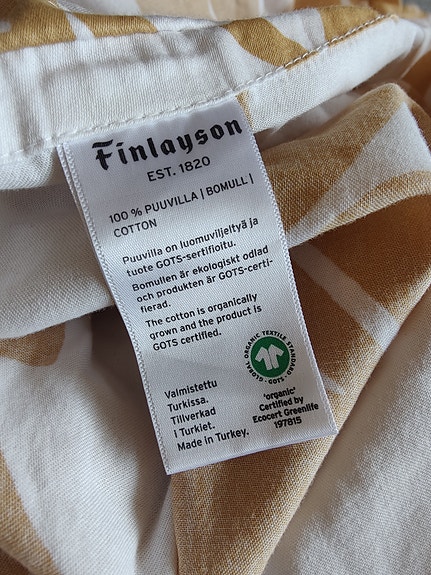 Finlayson
EST. 1820
100 % PUUVILLA | BOMULL |
COTTON
Puuvilla on luomuviljeltyä ja
tuote GOTS-sertifioitu.
Bomullen är ekologiskt odlad
och produkten är GOTS-certi-
fierad.
The cotton is organically
grown and the product is
GOTS certified.
GLOBAL ORGANIC TEXTILE STANDARD
· GOTS ·
Valmistettu
Turkissa.
Tillverkad
i Turkiet.
Made in Turkey.
'organic'
Certified by
Ecocert Greenlife
197815